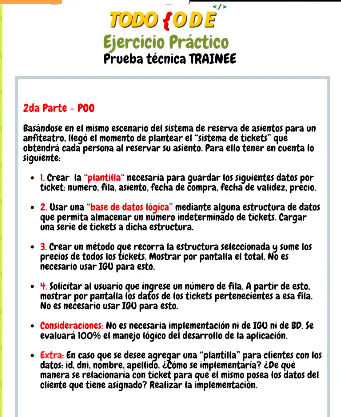 </>
TODO CODE
Ejercicio Práctico
Prueba técnica TRAINEE
2da Parte - POO
Basándose en el mismo escenario del sistema de reserva de asientos para un
anfiteatro, llegó el momento de plantear el "sistema de tickets" que
obtendrá cada persona al reservar su asiento. Para ello tener en cuenta lo
siguiente:
• 1. Crear la "plantilla" necesaria para guardar los siguientes datos por
ticket: numero, fila, asiento, fecha de compra, fecha de validez, precio.
• 2. Usar una "base de datos lógica" mediante alguna estructura de datos
que permita almacenar un número indeterminado de tickets. Cargar
una serie de tickets a dicha estructura.
• 3. Crear un método que recorra la estructura seleccionada y sume los
precios de todos los tickets. Mostrar por pantalla el total. No es
necesario usar IGU para esto.
• 4. Solicitar al usuario que ingrese un número de fila. A partir de esto,
mostrar por pantalla los datos de los tickets pertenecientes a esa fila.
No es necesario usar IGU para esto.
• Consideraciones: No es necesaria implementación ni de IGU ni de BD. Se
evaluará 100% el manejo lógico del desarrollo de la aplicación.
• Extra: En caso que se desee agregar una "plantilla" para clientes con los
datos: id, dni, nombre, apellido. ¿Cómo se implementaría? ¿De qué
manera se relacionaría con ticket para que el mismo posea los datos del
cliente que tiene asignado? Realizar la implementación.